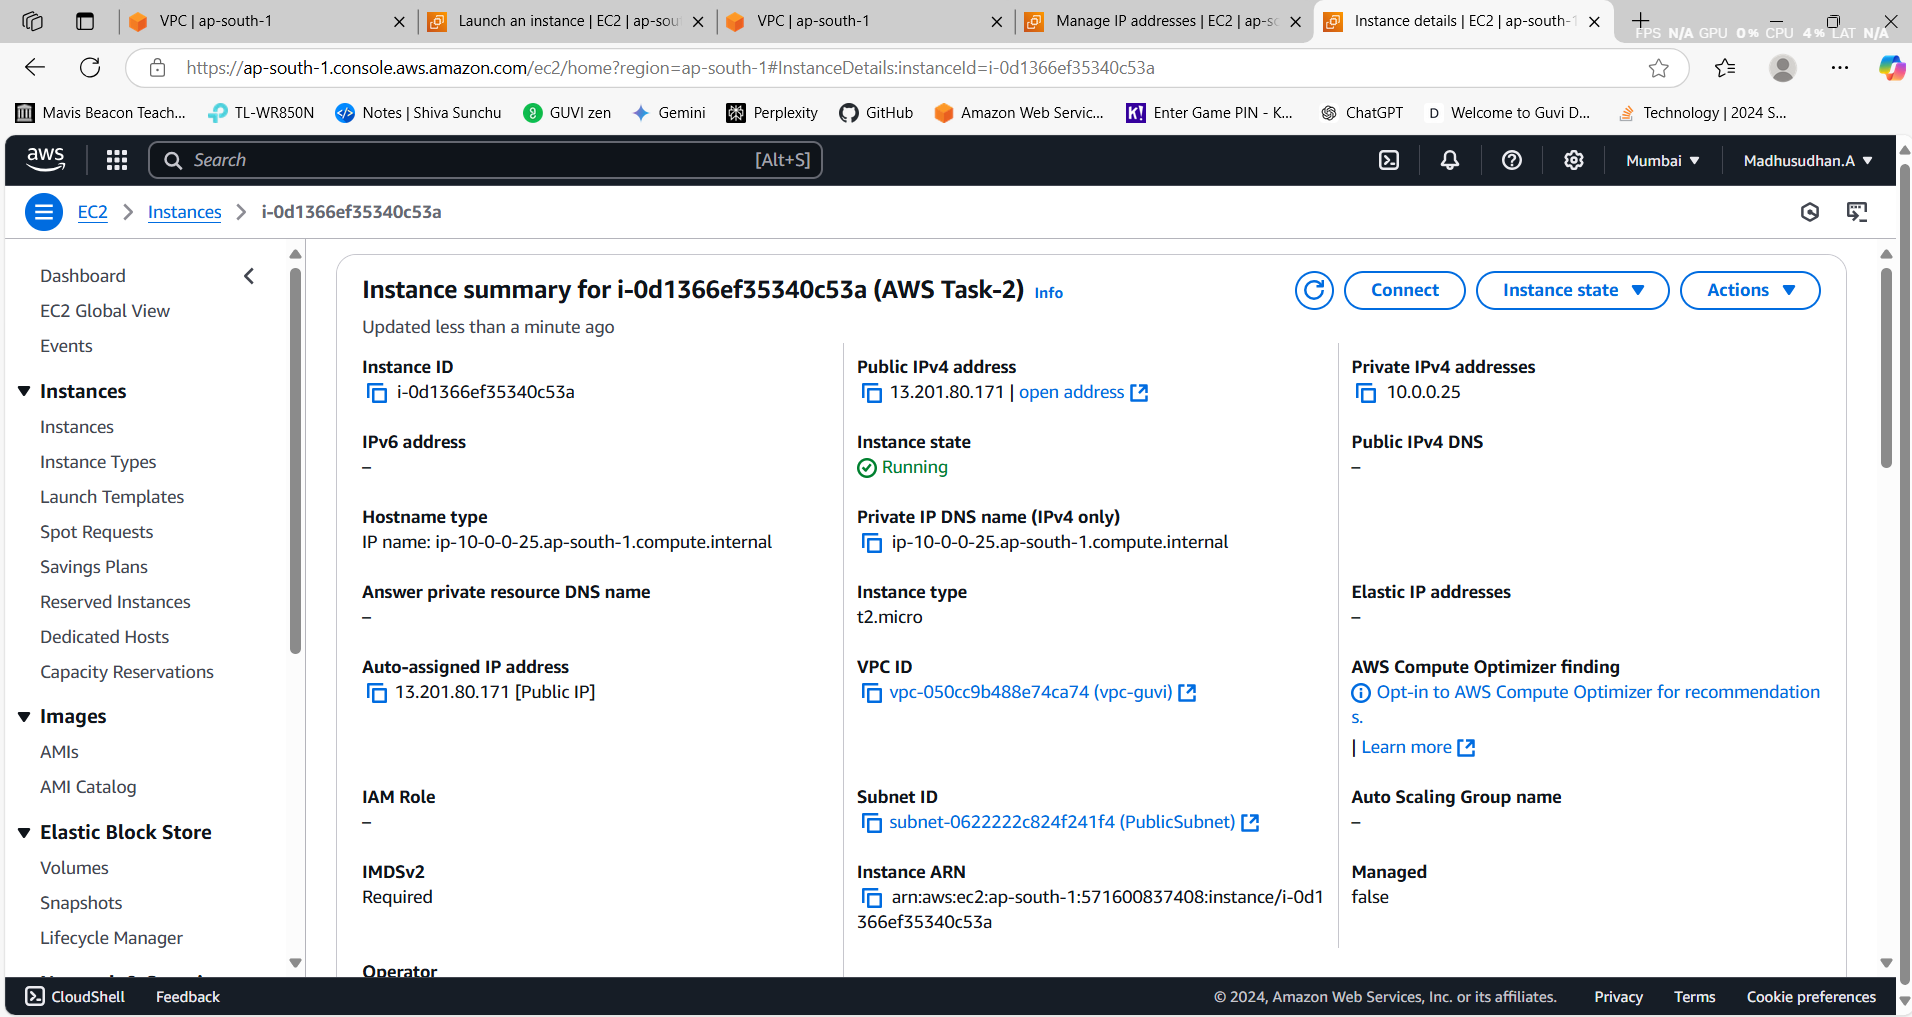 VPC | ap-south-1
Launch an instance | EC2 | ap-sou
VPC | ap-south-1
Manage IP addresses | EC2 | ap-so
Instance details | EC2 | ap-south-1
FPS N/A GPU 0% CPU 4% LAT N/A
https://ap-south-1.console.aws.amazon.com/ec2/home?region=ap-south-1#InstanceDetails:instanceId=i-0d1366ef35340c53a
Mavis Beacon Teach...
TL-WR850N
Notes | Shiva Sunchu
GUVI zen
Gemini
Perplexity
GitHub
Amazon Web Servic...
K!
Enter Game PIN - K...
ChatGPT
D
Welcome to Guvi D...
Technology | 2024 S...
aws
Search
[Alt+S]
Mumbai
Madhusudhan.A
EC2
Instances
i-0d1366ef35340c53a
Dashboard
EC2 Global View
Events
Instances
Instances
Instance Types
Launch Templates
Spot Requests
Savings Plans
Reserved Instances
Dedicated Hosts
Capacity Reservations
Images
AMIs
AMI Catalog
Elastic Block Store
Volumes
Snapshots
Lifecycle Manager
Instance summary for i-0d1366ef35340c53a (AWS Task-2) Info
Updated less than a minute ago
Connect
Instance state
Actions
Instance ID
i-0d1366ef35340c53a
Public IPv4 address
13.201.80.171 | open address
Private IPv4 addresses
10.0.0.25
IPv6 address
–
Instance state
Running
Public IPv4 DNS
–
Hostname type
IP name: ip-10-0-0-25.ap-south-1.compute.internal
Private IP DNS name (IPv4 only)
ip-10-0-0-25.ap-south-1.compute.internal
Answer private resource DNS name
–
Instance type
t2.micro
Elastic IP addresses
–
Auto-assigned IP address
13.201.80.171 [Public IP]
VPC ID
vpc-050cc9b488e74ca74 (vpc-guvi)
AWS Compute Optimizer finding
Opt-in to AWS Compute Optimizer for recommendation
s.
| Learn more
IAM Role
–
Subnet ID
subnet-0622222c824f241f4 (PublicSubnet)
Auto Scaling Group name
–
IMDSv2
Required
Instance ARN
arn:aws:ec2:ap-south-1:571600837408:instance/i-0d1
366ef35340c53a
Managed
false
Operator
CloudShell
Feedback
© 2024, Amazon Web Services, Inc. or its affiliates.
Privacy
Terms
Cookie preferences